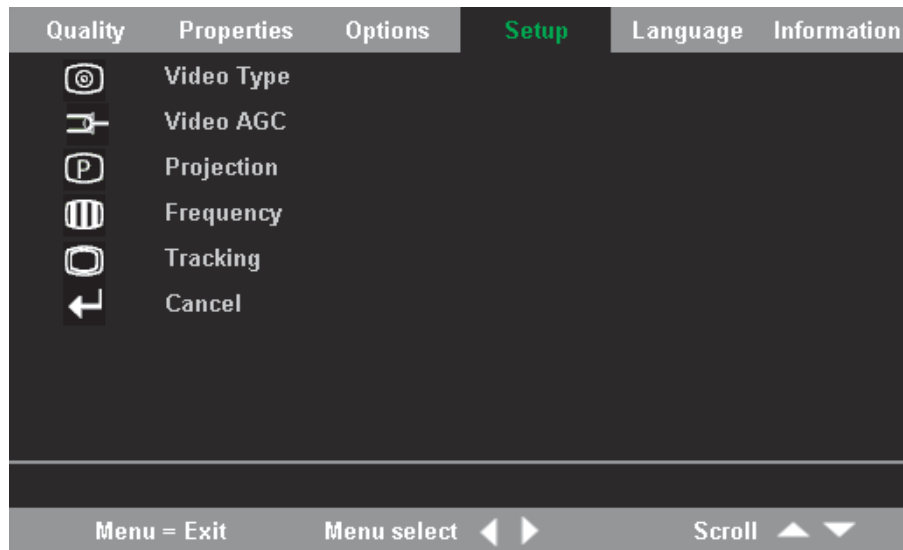 Quality Properties Options Setup Language Information
Video Type
Video AGC
P Projection
Frequency
Tracking
Cancel
Menu = Exit Menu select Scroll